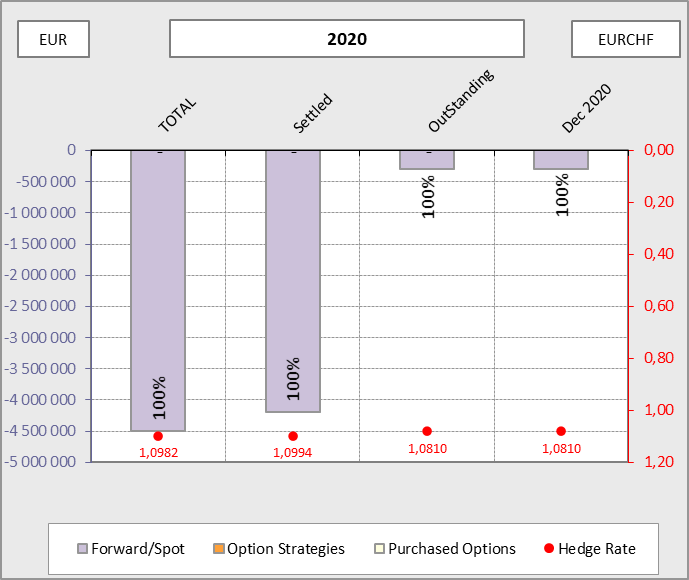 EUR
2020
EURCHF
TOTAL
Settled
OutStanding
Dec 2020
0
-500 000
-1 000 000
-1 500 000
-2 000 000
-2 500 000
-3 000 000
-3 500 000
-4 000 000
-4 500 000
-5 000 000
-
-
-
100%
100%
100%
100%
1,0982
1,0994
1,0810
1,0810
0,00
0,20
0,40
0,60
0,80
1,00
1,20
Forward/Spot Option Strategies Purchased Options Hedge Rate